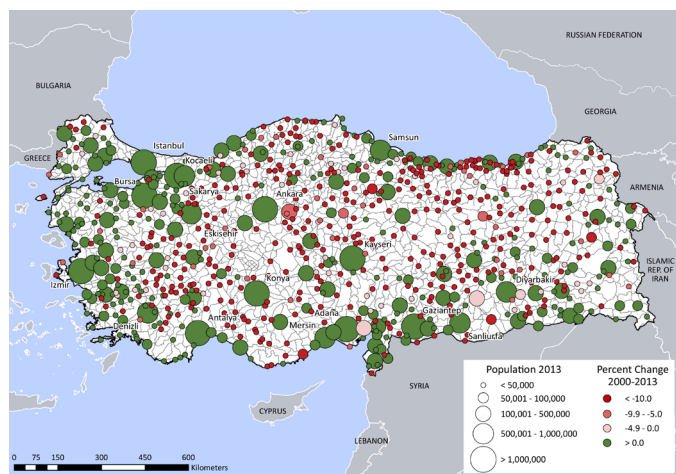 RUSSIAN FEDERATION
BULGARIA
GEORGIA
Samsun
Istanbul
GREECE
Kocaeli
Bursa
Sakarya
Ankara
ARMENIA
Eskisehir
Kayseri
ISLAMIC
REP. OF
IRAN
Izmir
Konya
Diyarbakir
Denizli
Antalya
Adana
Mersin
Gaziantep
Sanliurfa
SYRIA
CYPRUS
LEBANON
Population 2013
< 50,000
50,001 - 100,000
100,001 - 500,000
500,001 - 1,000,000
> 1,000,000
Percent Change
2000-2013
< -10.0
-9.9 - -5.0
-4.9 - 0.0
> 0.0
0 75 150 300 450 600
Kilometers